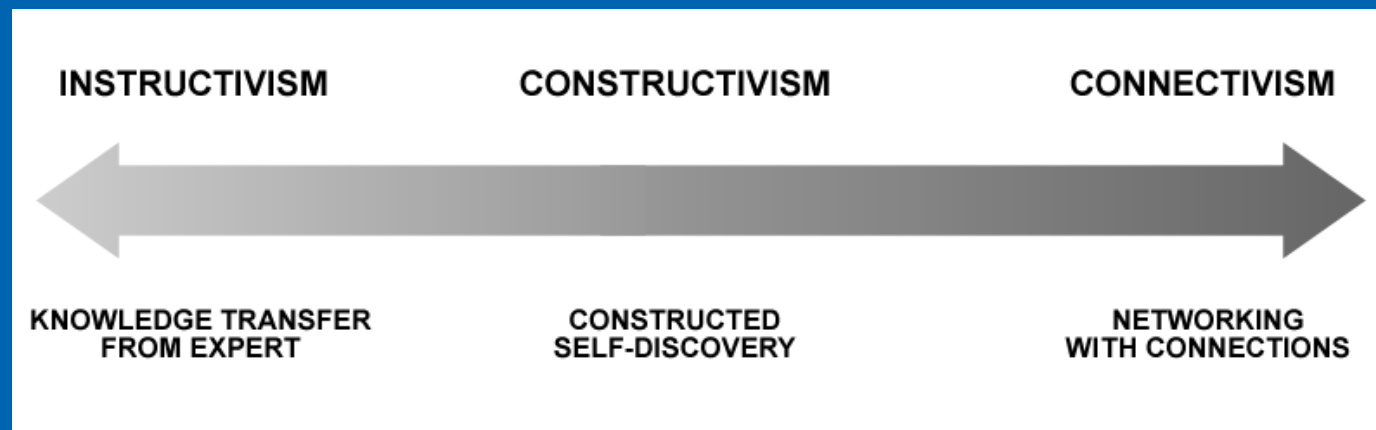 INSTRUCTIVISM
CONSTRUCTIVISM
CONNECTIVISM
KNOWLEDGE TRANSFER
FROM EXPERT
CONSTRUCTED
SELF-DISCOVERY
NETWORKING
WITH CONNECTIONS